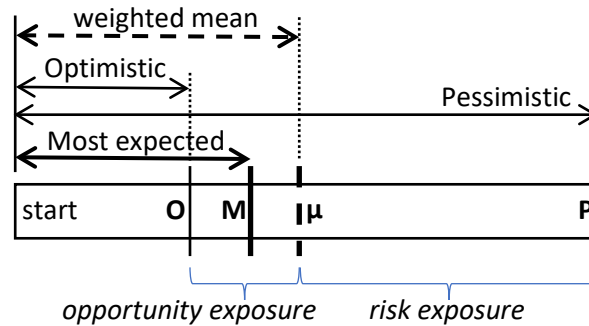 weighted mean
Optimistic
Pessimistic
Most expected
start O M μ P
opportunity exposure risk exposure